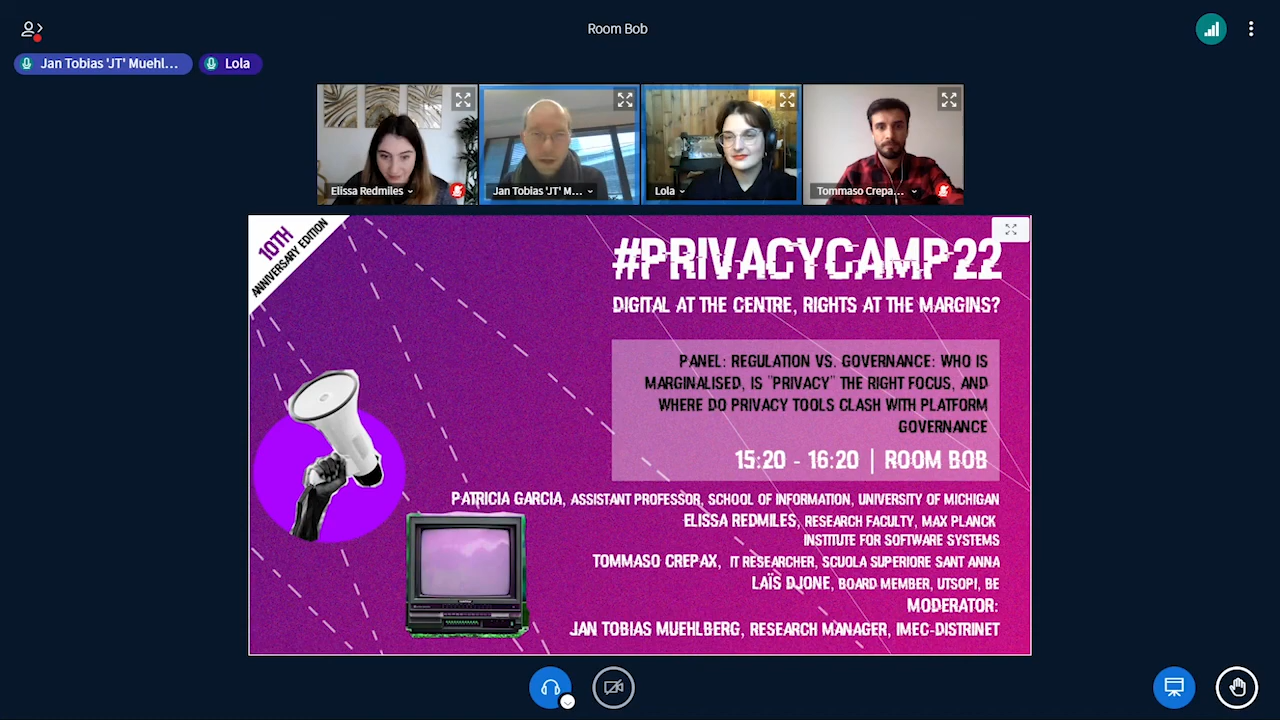 Room Bob
Jan Tobias 'JT' Muehl...
Lola
Elissa Redmiles
Jan Tobias 'JT' M...
Lola
Tommaso Crepa...
10TH
ANNIVERSARY EDITION
#PRIVACYCAMP22
DIGITAL AT THE CENTRE, RIGHTS AT THE MARGINS?
PANEL: REGULATION VS. GOVERNANCE: WHO IS
MARGINALISED, IS "PRIVACY" THE RIGHT FOCUS, AND
WHERE DO PRIVACY TOOLS CLASH WITH PLATFORM
GOVERNANCE
15:20 - 16:20 | ROOM BOB
PATRICIA GARCIA, ASSISTANT PROFESSOR, SCHOOL OF INFORMATION, UNIVERSITY OF MICHIGAN
ELISSA REDMILES, RESEARCH FACULTY, MAX PLANCK
INSTITUTE FOR SOFTWARE SYSTEMS
TOMMASO CREPAX, IT RESEARCHER, SCUOLA SUPERIORE SANT ANNA
LAÏS DJONE, BOARD MEMBER, UTSOPI, BE
MODERATOR:
JAN TOBIAS MUEHLBERG, RESEARCH MANAGER, IMEC-DISTRINET